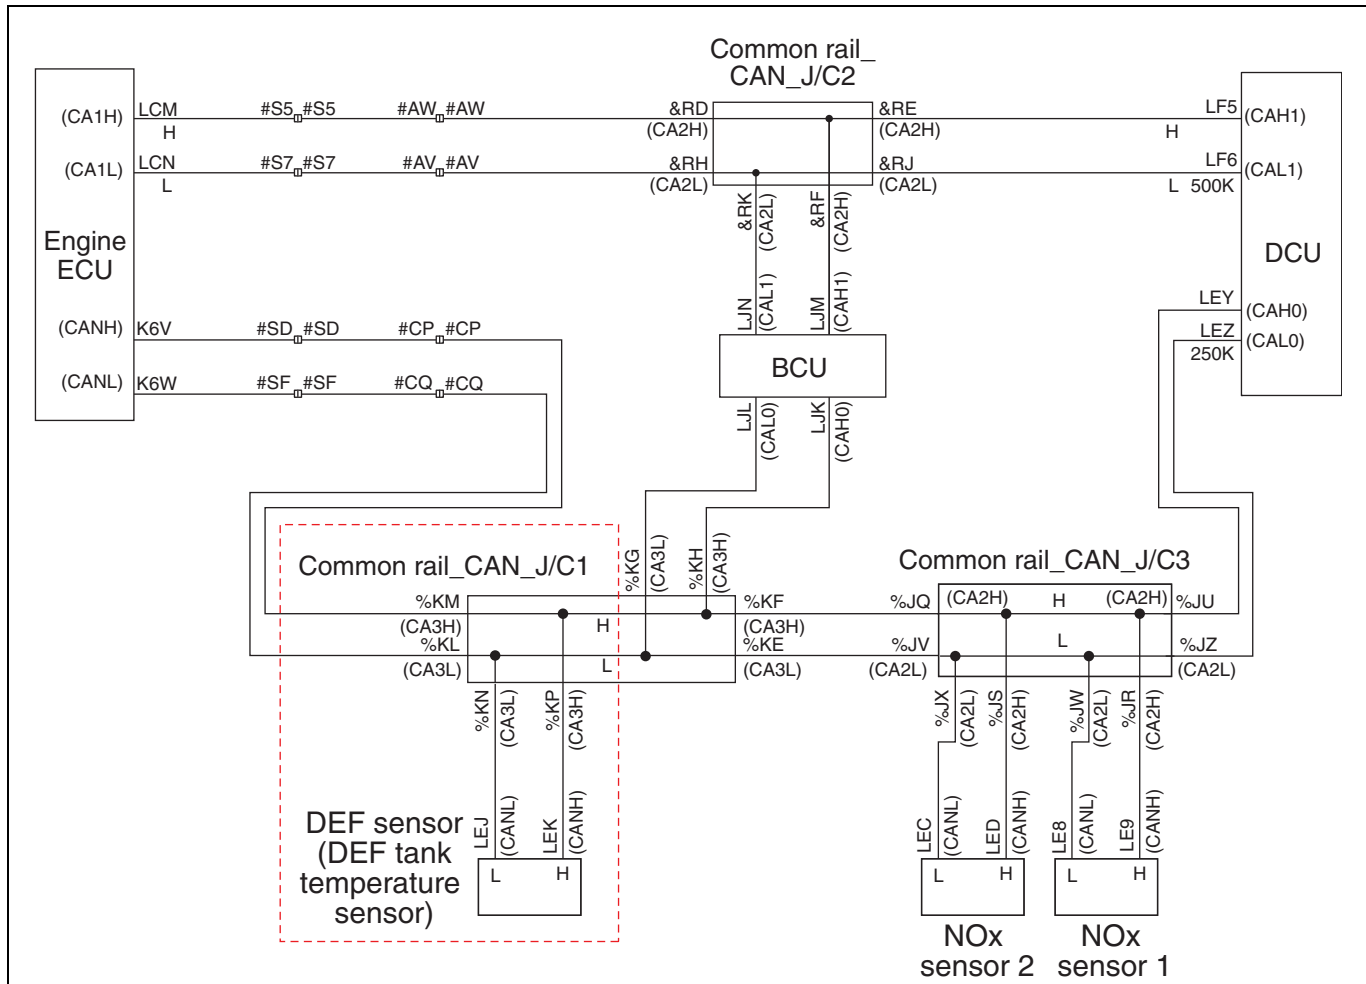 Common rail_
CAN_J/C2
(CA1H)
LCM
H
#S5 #S5
#AW #AW
&RD
(CA2H)
&RE
(CA2H)
H
LF5
(CAH1)
(CA1L)
LCN
L
#S7 #S7
#AV #AV
&RH
(CA2L)
&RJ
(CA2L)
L 500K
LF6
(CAL1)
&RK
(CA2L)
&RF
(CA2H)
Engine
ECU
DCU
LJN
(CAL1)
LJM
(CAH1)
BCU
(CANH)
K6V
#SD #SD
#CP #CP
(CANL)
K6W
#SF #SF
#CQ #CQ
LEY
(CAH0)
LEZ
(CAL0)
250K
LJL
(CAL0)
LJK
(CAH0)
Common rail_CAN_J/C1
%KG
(CA3L)
%KH
(CA3H)
Common rail_CAN_J/C3
%KM
(CA3H)
H
%KF
(CA3H)
%KL
(CA3L)
L
%KE
(CA3L)
%JQ
(CA2H)
H
(CA2H)
%JU
%JV
(CA2L)
L
%JZ
(CA2L)
%KN
(CA3L)
%KP
(CA3H)
%JX
(CA2L)
%JS
(CA2H)
%JW
(CA2L)
%JR
(CA2H)
LEJ
(CANL)
LEK
(CANH)
LEC
(CANL)
LED
(CANH)
LE8
(CANL)
LE9
(CANH)
DEF sensor
(DEF tank
temperature
sensor)
L H
L H
L H
NOx
sensor 2
NOx
sensor 1